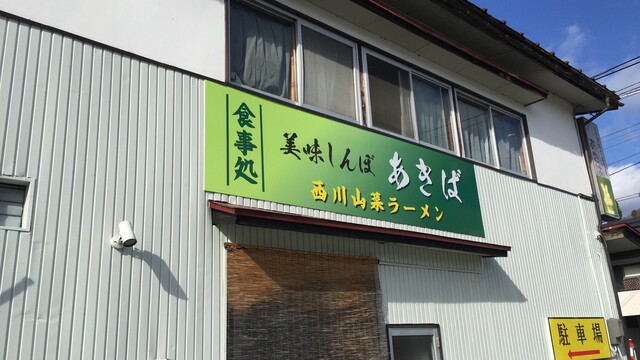 食事処
美味しんぼ あきば
西川山菜ラーメン
駐車場